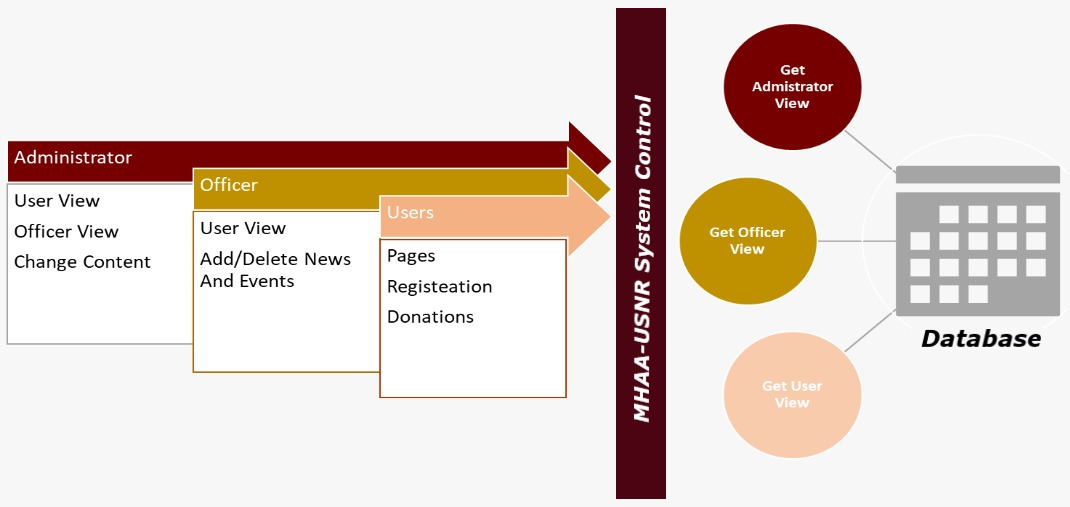 Administrator
User View
Officer View
Change Content
Officer
User View
Add/Delete News
And Events
Users
Pages
Registeation
Donations
MHAA-USNR System Control
Get
Admistrator
View
Get Officer
View
Get User
View
Database